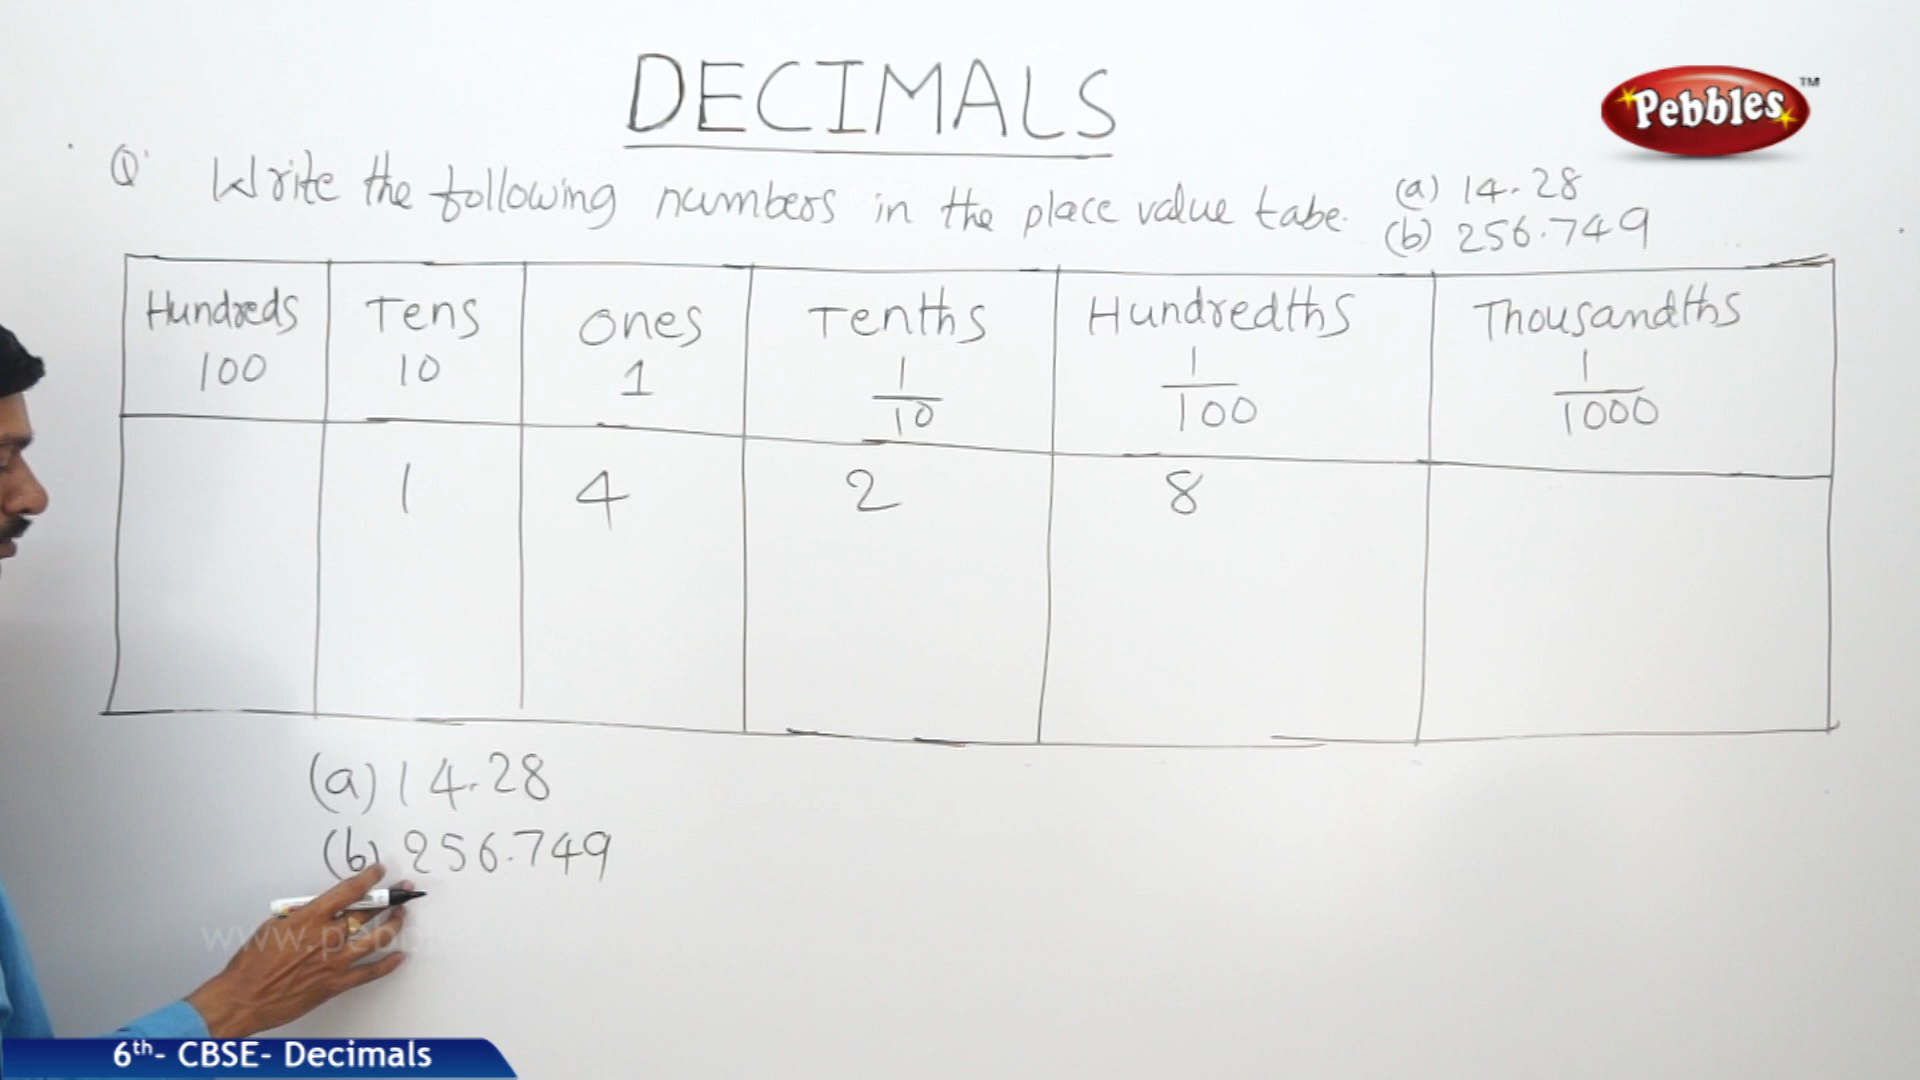 DECIMALS
Pebbles TM
Q. Write the following numbers in the place value tabe. (a) 14.28
(b) 256.749
Hundreds Tens Ones Tenths Hundredths Thousandths
100 10 1 1/10 1/100 1/1000
1 4 2 8
(a) 14.28
(b) 256.749
6th- CBSE- Decimals